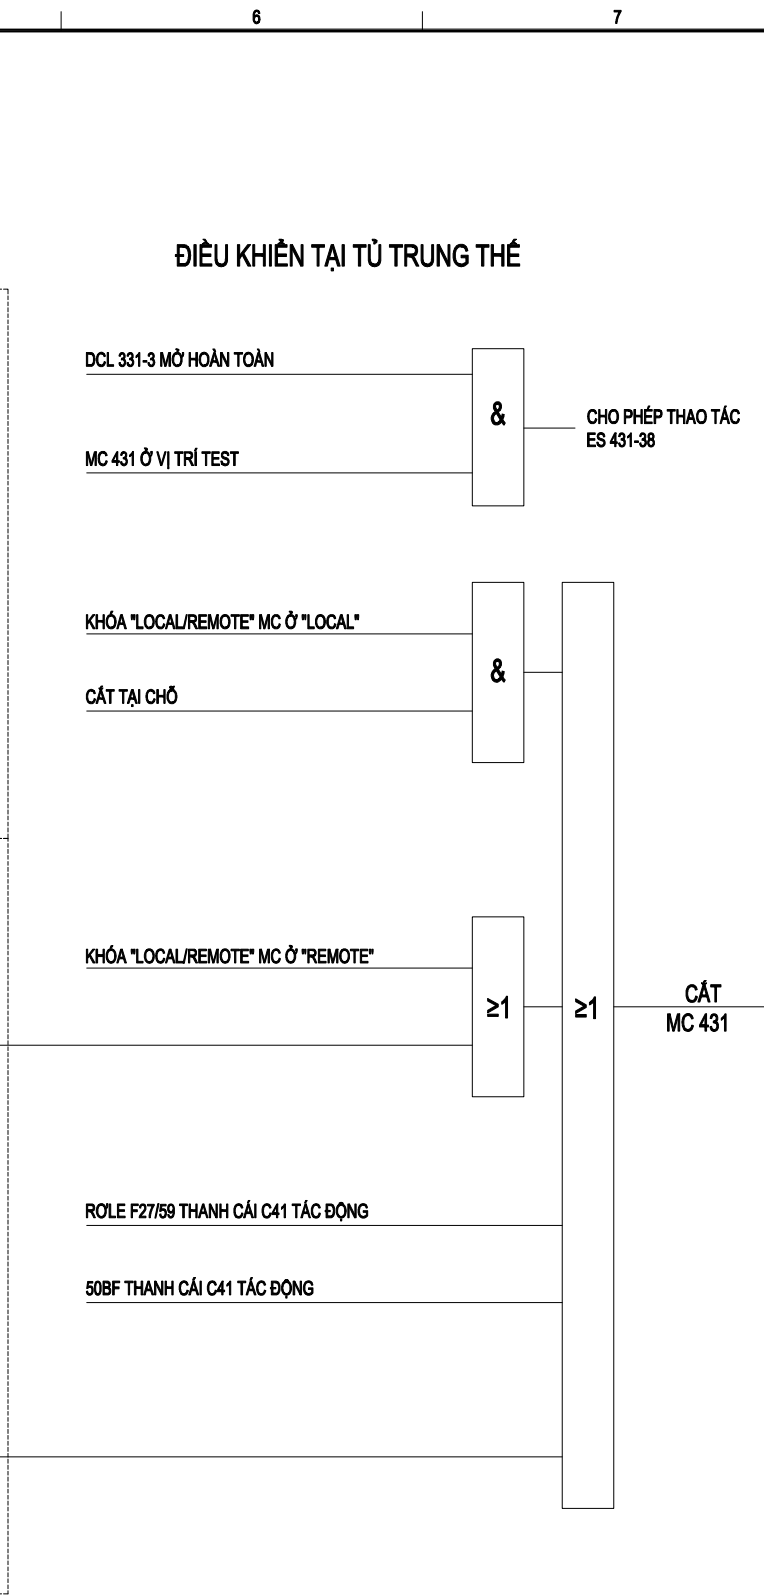 6
7
ĐIỀU KHIỂN TẠI TỦ TRUNG THẾ
DCL 331-3 MỞ HOÀN TOÀN
&
CHO PHÉP THAO TÁC
ES 431-38
MC 431 Ở VỊ TRÍ TEST
KHÓA "LOCAL/REMOTE" MC Ở "LOCAL"
&
CẮT TẠI CHỖ
KHÓA "LOCAL/REMOTE" MC Ở "REMOTE"
≥1
≥1
CẮT
MC 431
RƠLE F27/59 THANH CÁI C41 TÁC ĐỘNG
50BF THANH CÁI C41 TÁC ĐỘNG